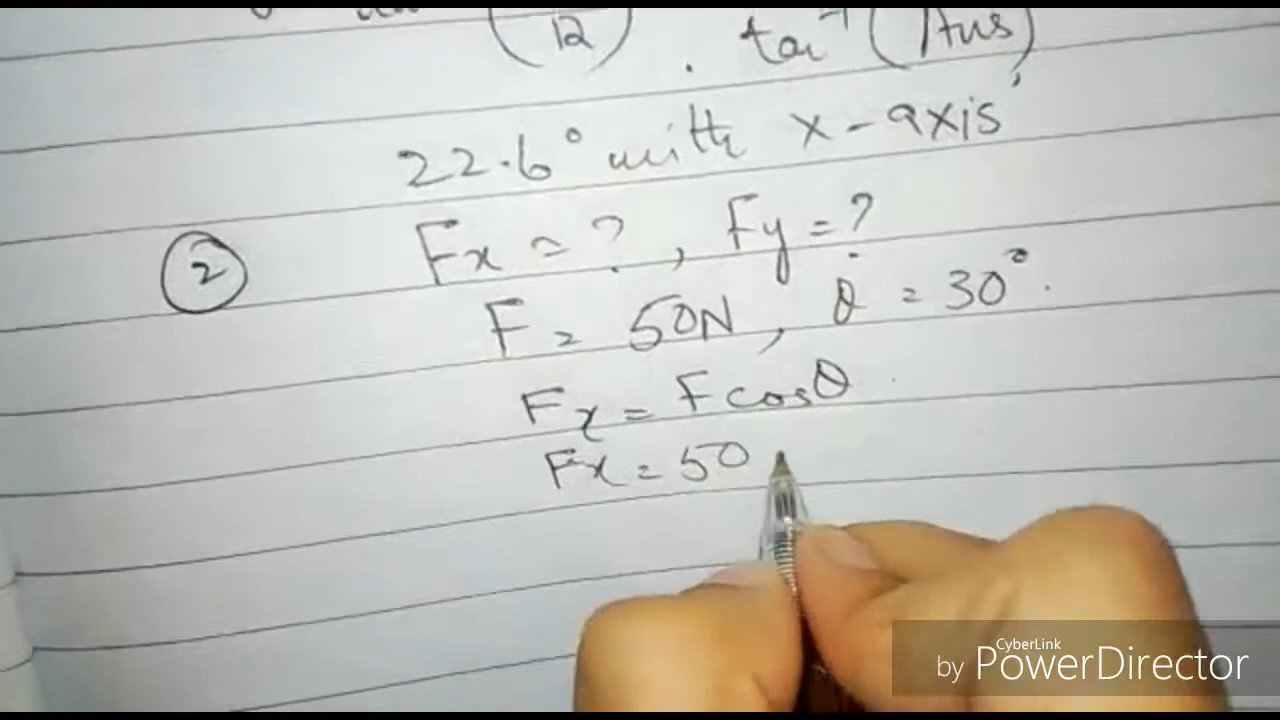 (12) . tan⁻¹ (Ans)
22.6° with x-axis
② Fx = ? , Fy = ?
F = 50N , θ = 30° .
Fx = F cosθ
Fx = 50
CyberLink
by PowerDirector